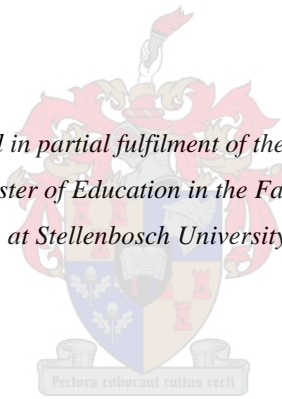 l in partial fulfilment of the
ster of Education in the Fa
at Stellenbosch University
Pectora roborant cultus recti